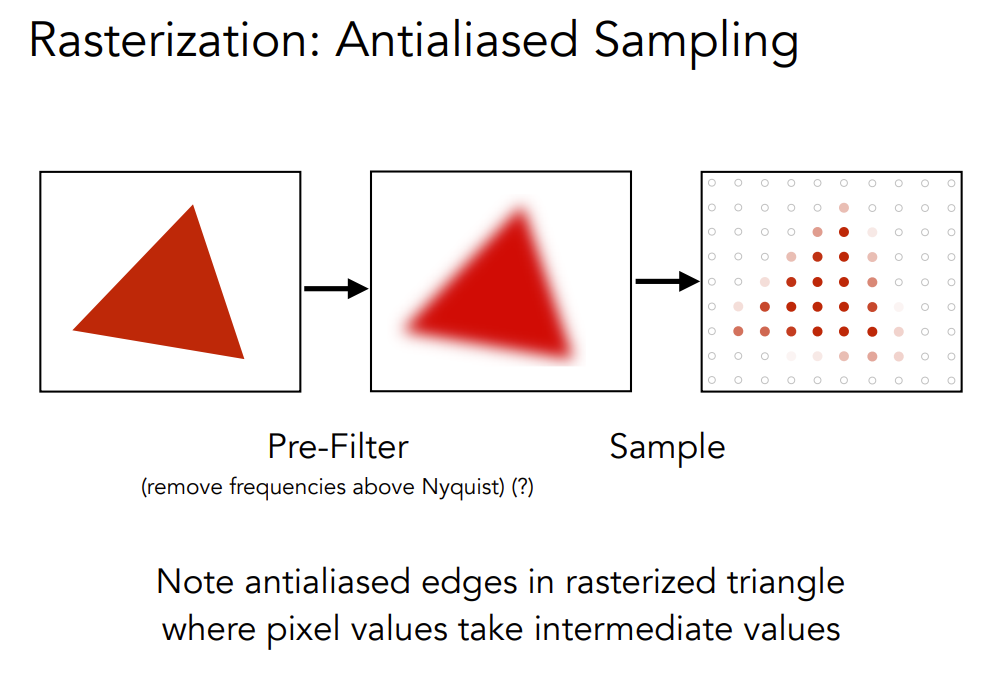 Rasterization: Antialiased Sampling
Pre-Filter
Sample
(remove frequencies above Nyquist) (?)
Note antialiased edges in rasterized triangle
where pixel values take intermediate values